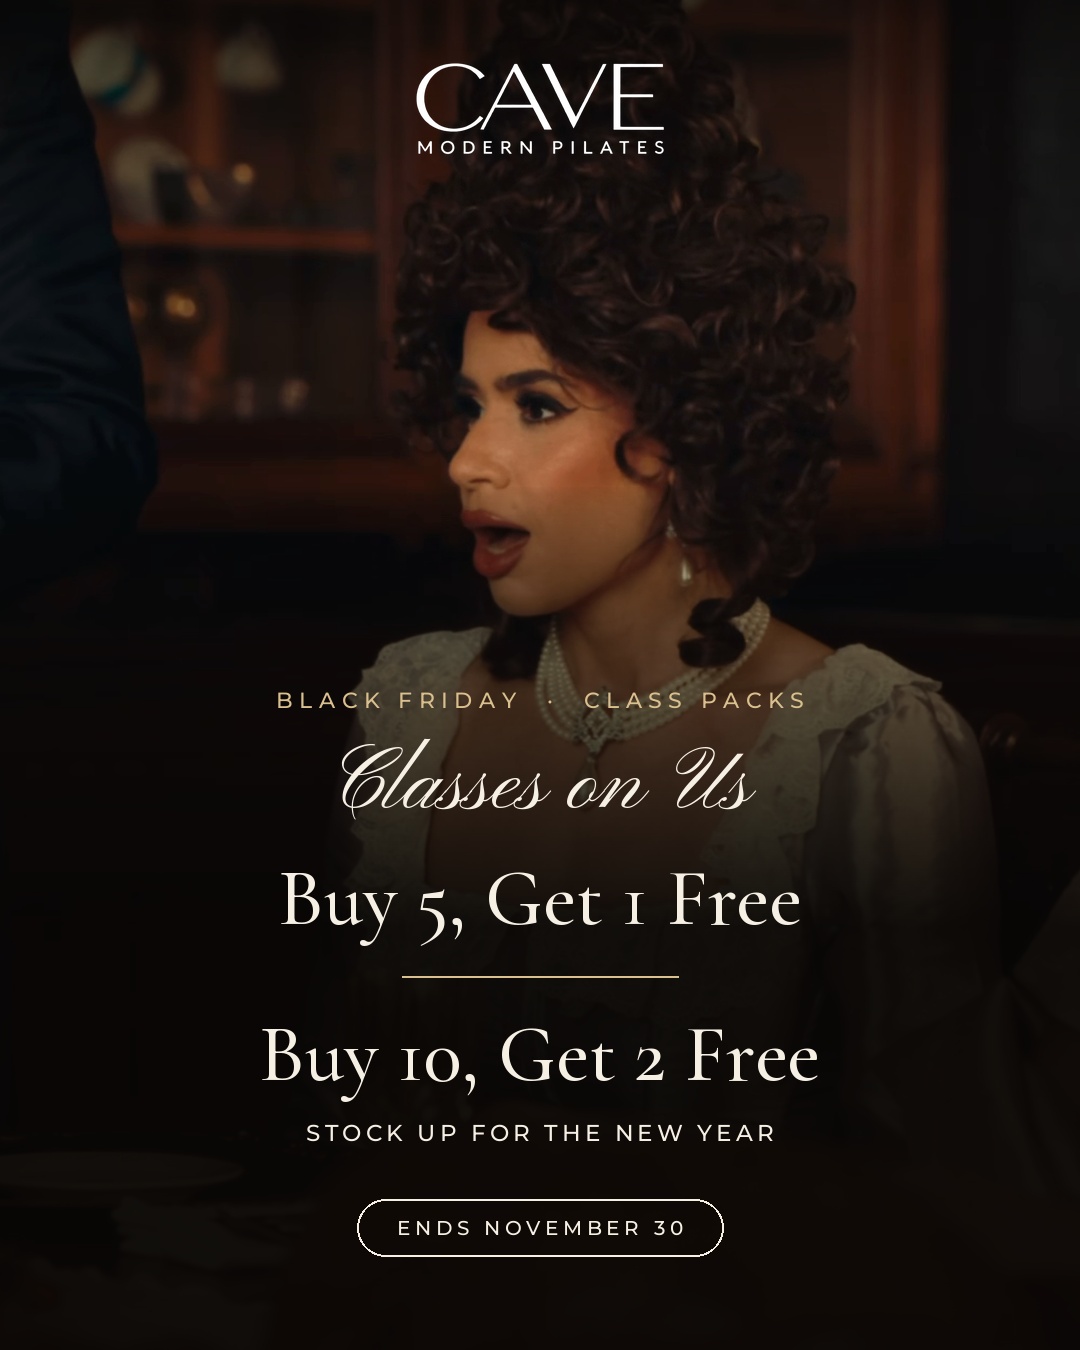 CAVE
MODERN PILATES
BLACK FRIDAY · CLASS PACKS
Classes on Us
Buy 5, Get 1 Free
Buy 10, Get 2 Free
STOCK UP FOR THE NEW YEAR
ENDS NOVEMBER 30